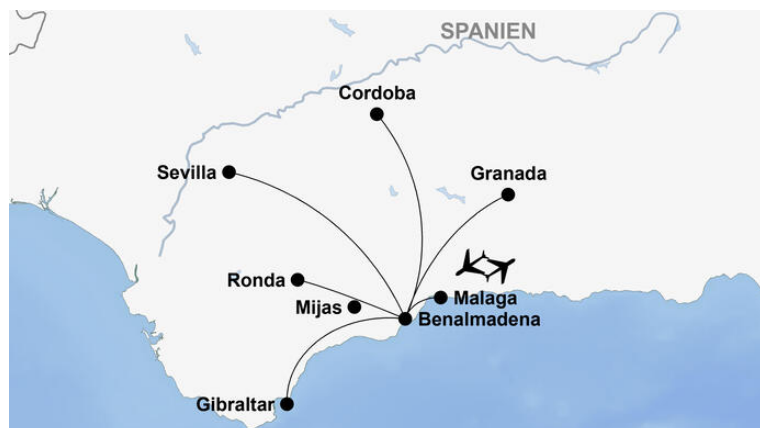 SPANIEN
Cordoba
Sevilla
Granada
Ronda
Mijas
Malaga
Benalmadena
Gibraltar